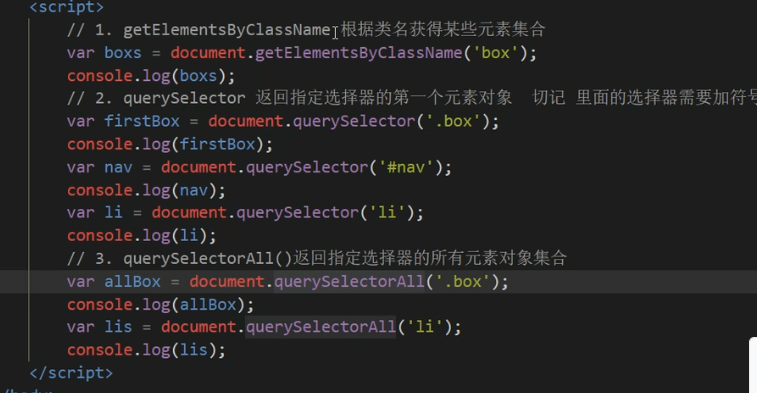 <script>
// 1. getElementsByClassName 根据类名获得某些元素集合
var boxs = document.getElementsByClassName('box');
console.log(boxs);
// 2. querySelector 返回指定选择器的第一个元素对象  切记 里面的选择器需要加符号
var firstBox = document.querySelector('.box');
console.log(firstBox);
var nav = document.querySelector('#nav');
console.log(nav);
var li = document.querySelector('li');
console.log(li);
// 3. querySelectorAll()返回指定选择器的所有元素对象集合
var allBox = document.querySelectorAll('.box');
console.log(allBox);
var lis = document.querySelectorAll('li');
console.log(lis);
</script>